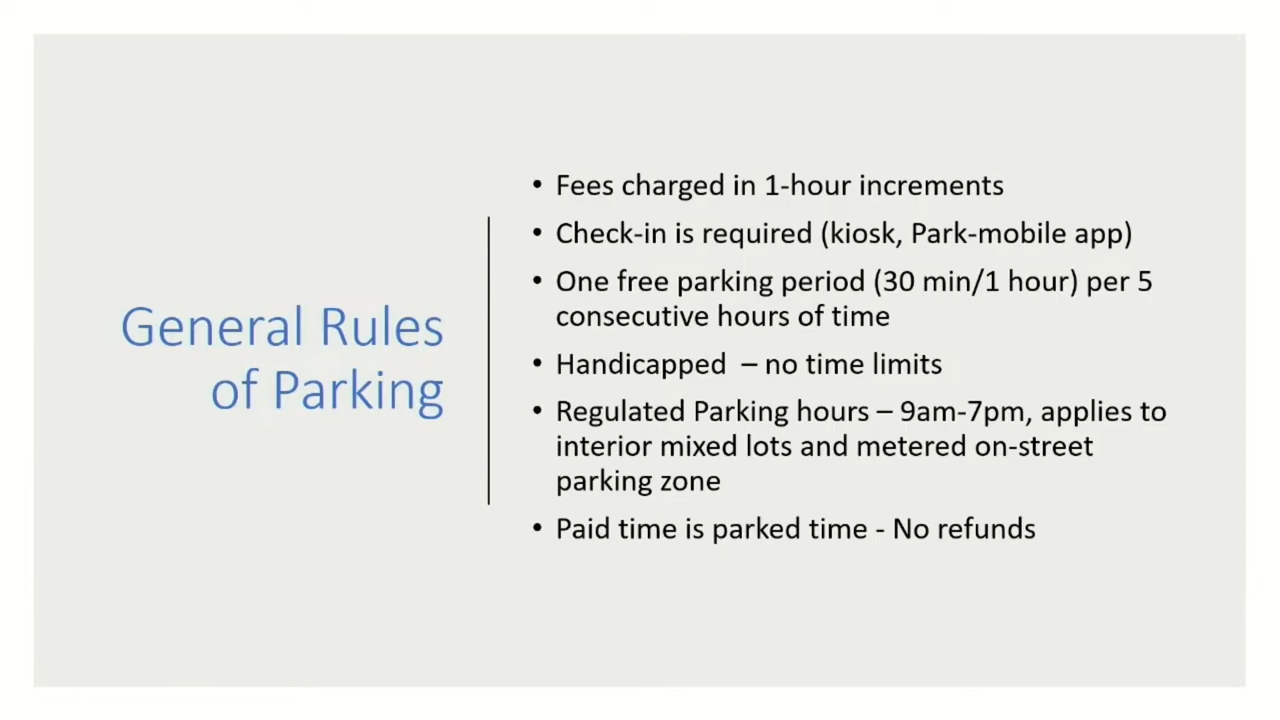 General Rules
of Parking
• Fees charged in 1-hour increments
• Check-in is required (kiosk, Park-mobile app)
• One free parking period (30 min/1 hour) per 5
consecutive hours of time
• Handicapped – no time limits
• Regulated Parking hours – 9am-7pm, applies to
interior mixed lots and metered on-street
parking zone
• Paid time is parked time - No refunds